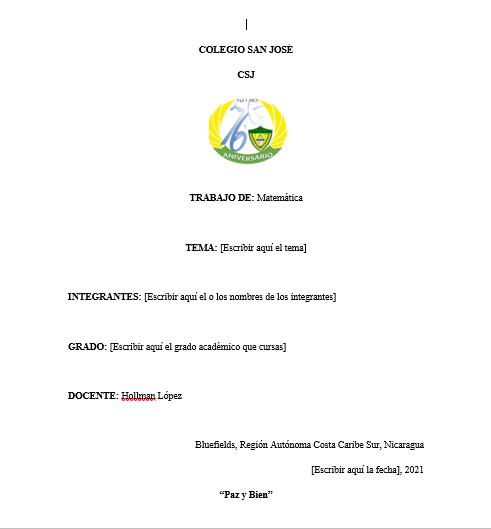 COLEGIO SAN JOSÉ
CSJ
PAZ Y BIEN
75
ANIVERSARIO
TRABAJO DE: Matemática
TEMA: [Escribir aquí el tema]
INTEGRANTES: [Escribir aquí el o los nombres de los integrantes]
GRADO: [Escribir aquí el grado académico que cursas]
DOCENTE: Hollman López
Bluefields, Región Autónoma Costa Caribe Sur, Nicaragua
[Escribir aquí la fecha], 2021
“Paz y Bien”